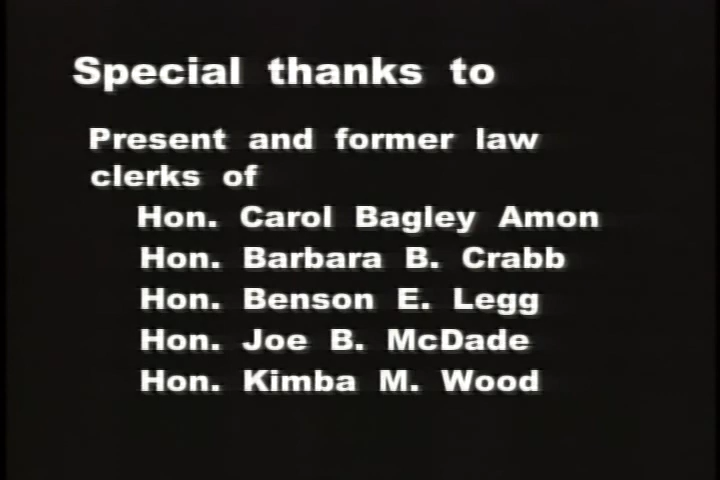 Special thanks to
Present and former law
clerks of
Hon. Carol Bagley Amon
Hon. Barbara B. Crabb
Hon. Benson E. Legg
Hon. Joe B. McDade
Hon. Kimba M. Wood